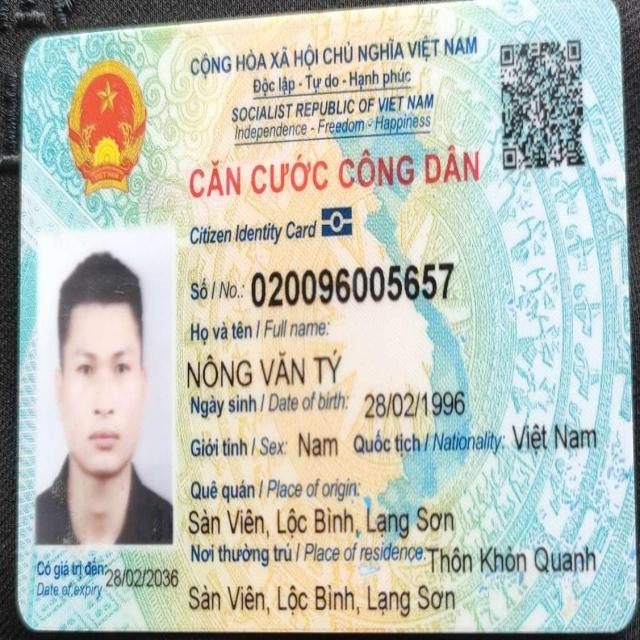 CỘNG HÒA XÃ HỘI CHỦ NGHĨA VIỆT NAM
Độc lập - Tự do - Hạnh phúc
SOCIALIST REPUBLIC OF VIET NAM
Independence - Freedom - Happiness
CĂN CƯỚC CÔNG DÂN
Citizen Identity Card
Số / No.: 020096005657
Họ và tên / Full name:
NÔNG VĂN TÝ
Ngày sinh / Date of birth: 28/02/1996
Giới tính / Sex: Nam Quốc tịch / Nationality: Việt Nam
Quê quán / Place of origin:
Sàn Viên, Lộc Bình, Lạng Sơn
Nơi thường trú / Place of residence: Thôn Khòn Quanh
Sàn Viên, Lộc Bình, Lạng Sơn
Có giá trị đến: 28/02/2036
Date of expiry